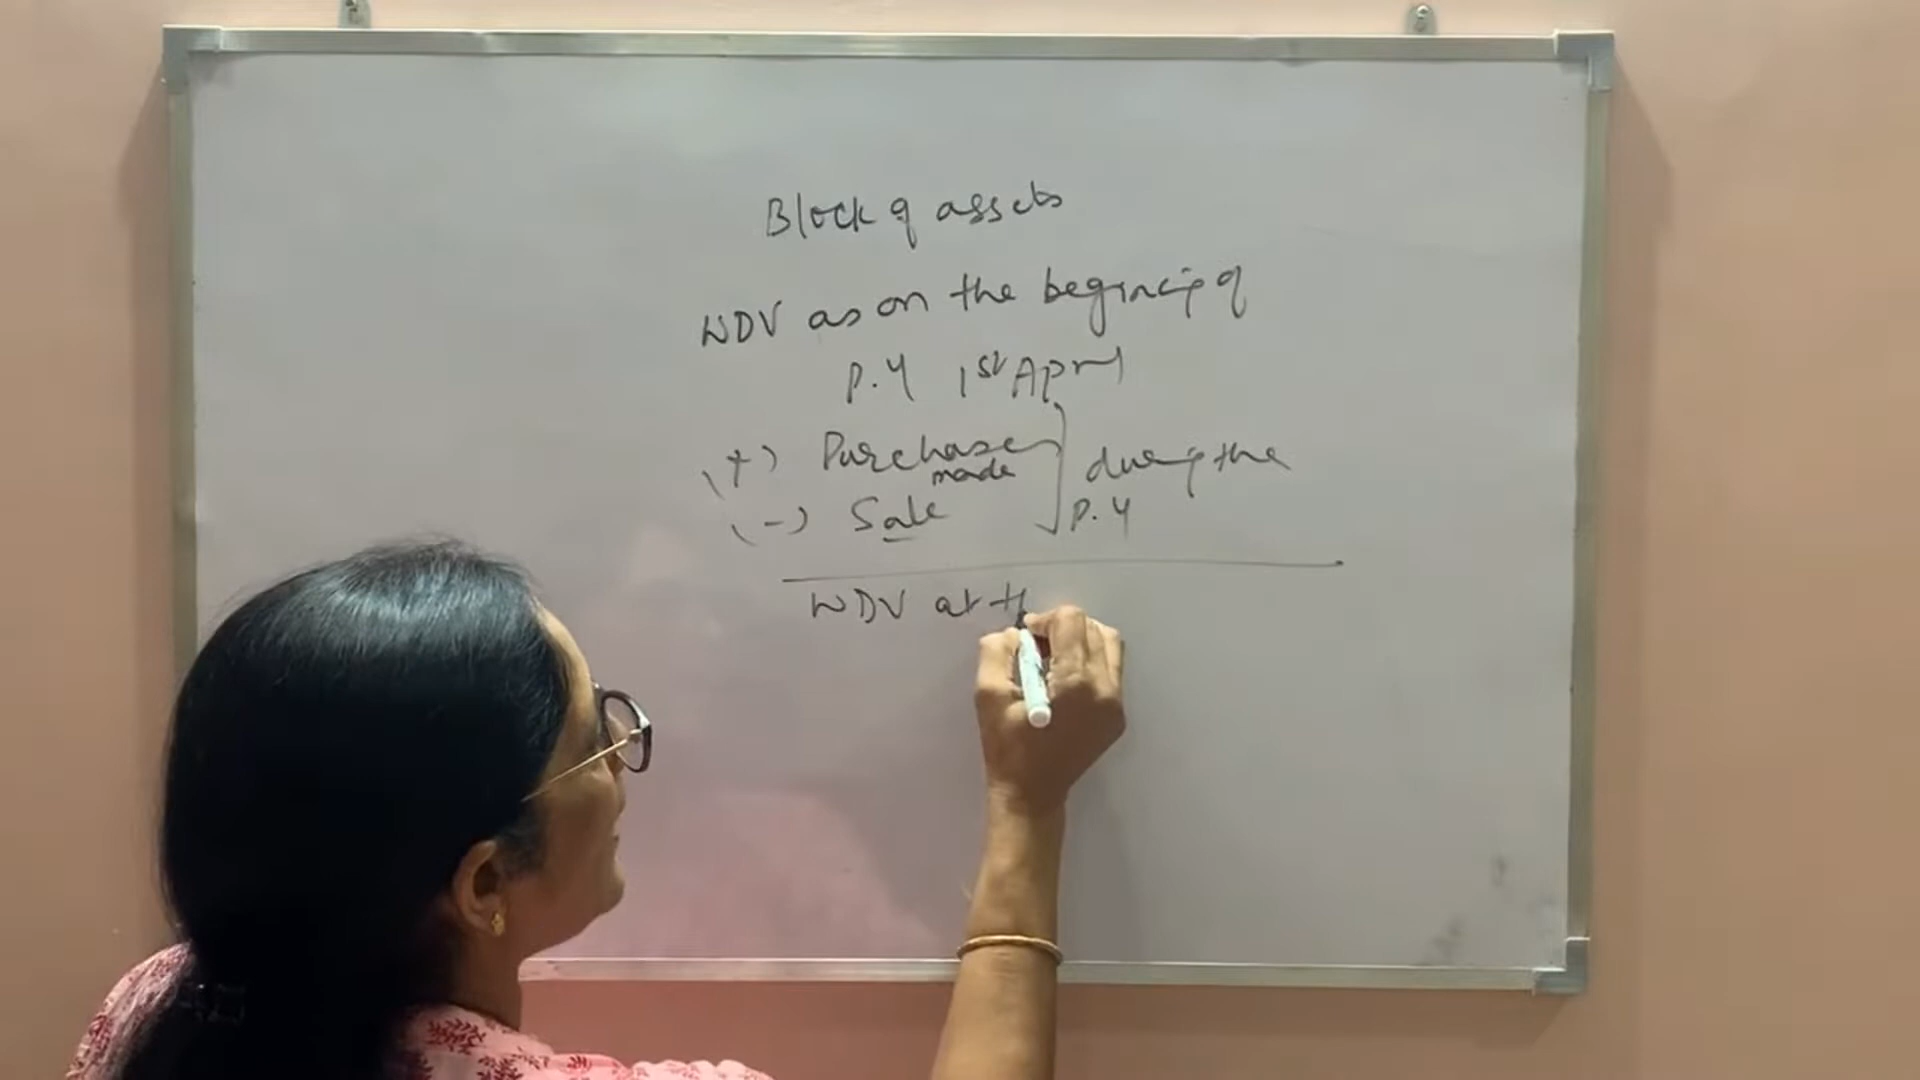 Block of assets
WDV as on the beginning of
P.Y 1st April
(+) Purchase made
(-) Sale
during the
P.Y
WDV at th